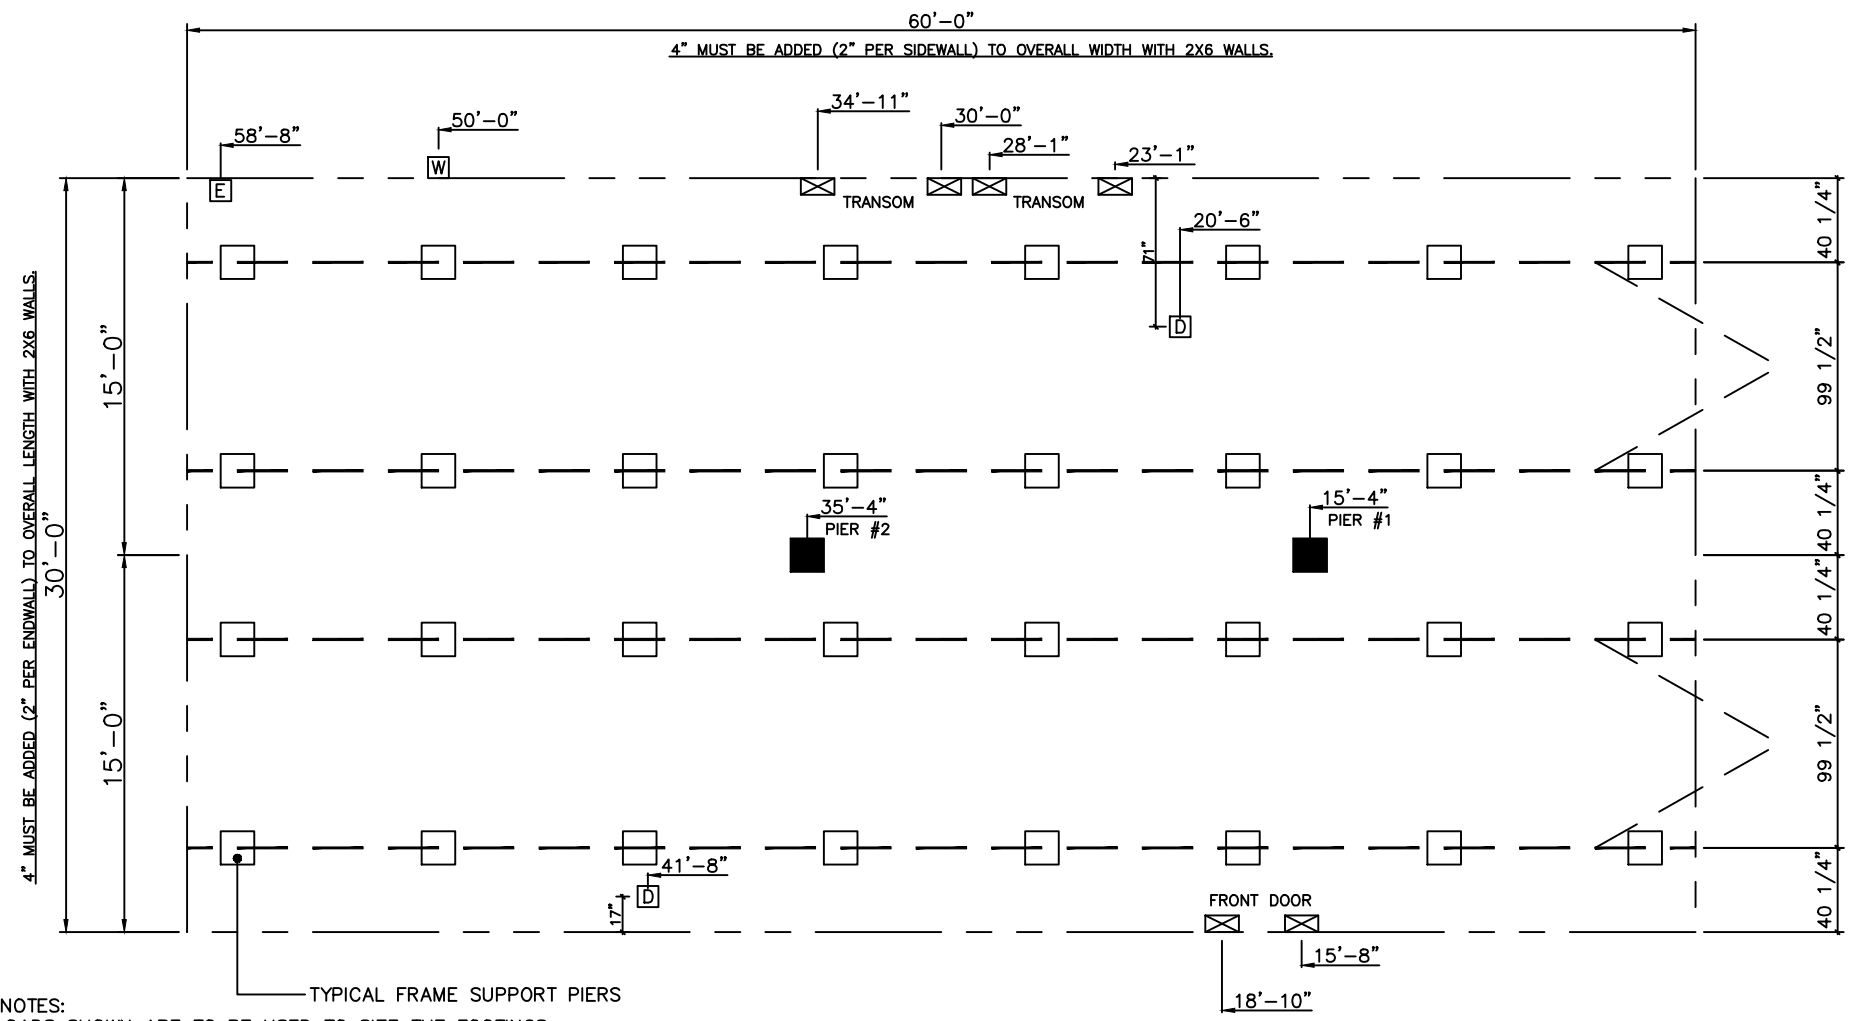 60'-0"
4" MUST BE ADDED (2" PER SIDEWALL) TO OVERALL WIDTH WITH 2X6 WALLS.
34'-11"
30'-0"
50'-0"
58'-8"
28'-1"
23'-1"
W
E
TRANSOM
TRANSOM
20'-6"
71"
D
40 1/4"
99 1/2"
40 1/4"
40 1/4"
99 1/2"
40 1/4"
4" MUST BE ADDED (2" PER ENDWALL) TO OVERALL LENGTH WITH 2X6 WALLS.
30'-0"
15'-0"
15'-0"
35'-4"
PIER #2
15'-4"
PIER #1
41'-8"
D
17"
FRONT DOOR
15'-8"
18'-10"
TYPICAL FRAME SUPPORT PIERS
NOTES: